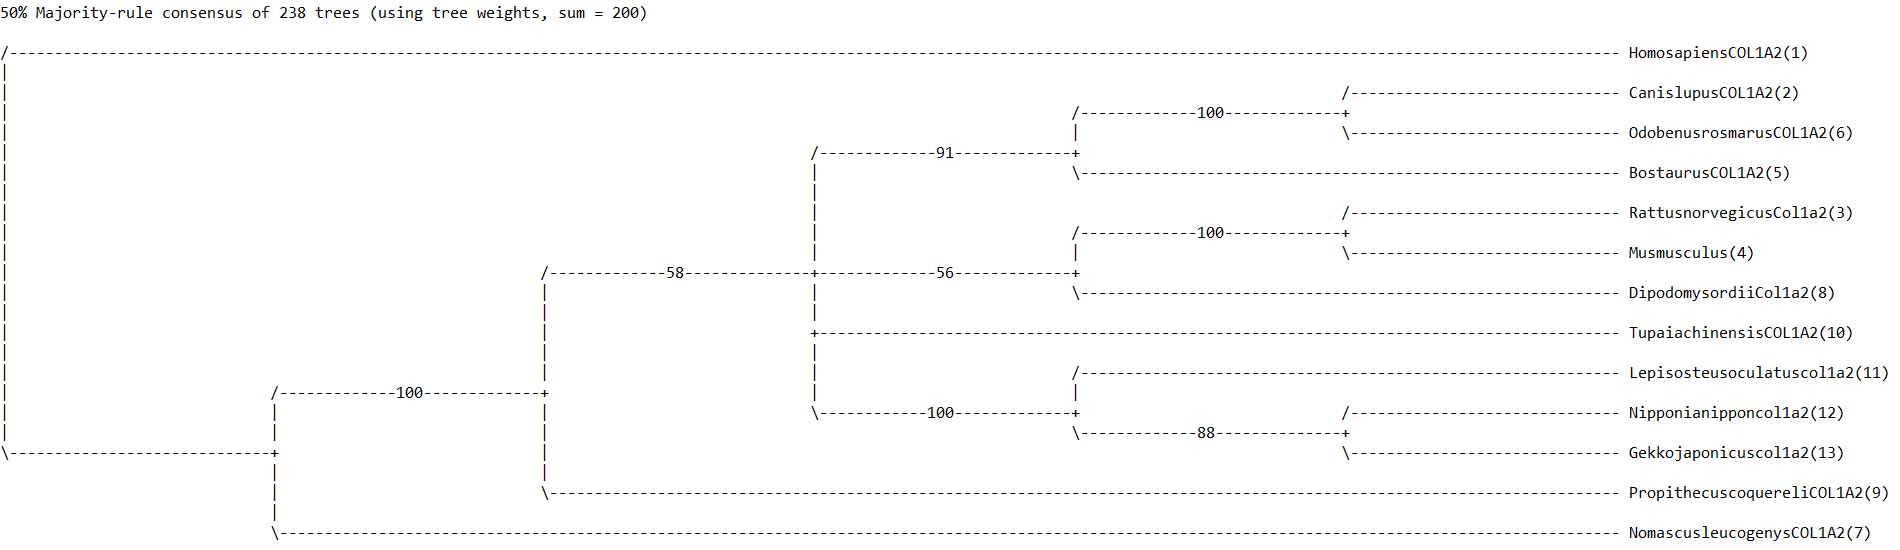 50% Majority-rule consensus of 238 trees (using tree weights, sum = 200)
HomosapiensCOL1A2(1)
CanislupusCOL1A2(2)
100
OdobenusrosmarusCOL1A2(6)
91
BostaurusCOL1A2(5)
RattusnorvegicusCol1a2(3)
100
Musmusculus(4)
58
56
DipodomysordiiCol1a2(8)
TupaiachinensisCOL1A2(10)
Lepisosteusoculatuscol1a2(11)
100
100
Nipponianipponcol1a2(12)
88
Gekkojaponicuscol1a2(13)
PropithecuscoquereliCOL1A2(9)
NomascusleucogenysCOL1A2(7)